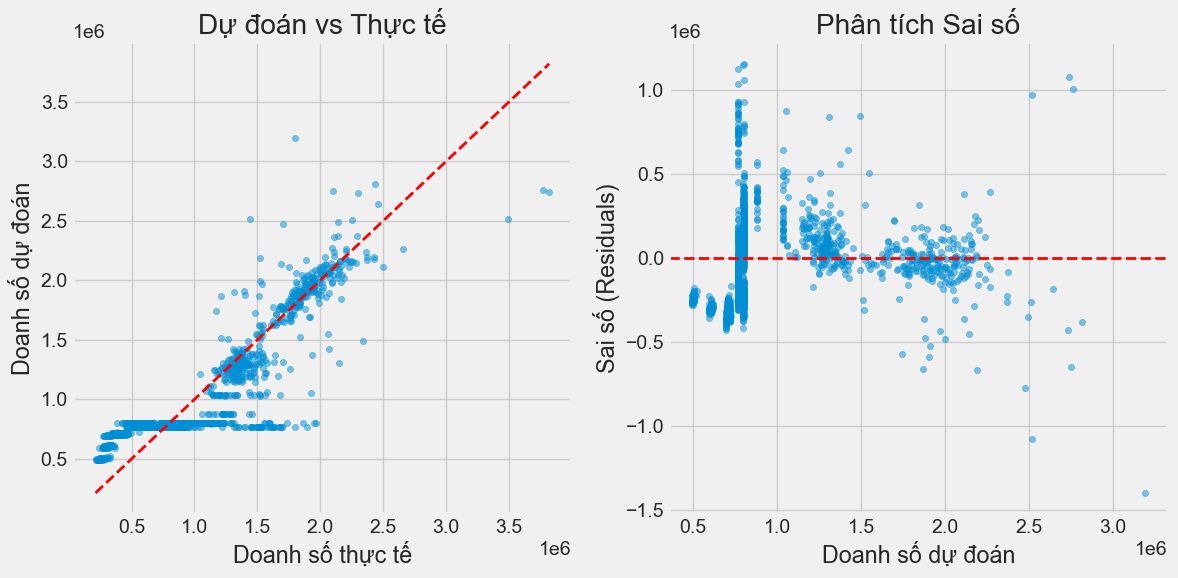 Dự đoán vs Thực tế
1e6
3.5
3.0
2.5
2.0
1.5
1.0
0.5
Doanh số dự đoán
0.5 1.0 1.5 2.0 2.5 3.0 3.5
1e6
Doanh số thực tế
Phân tích Sai số
1e6
1.0
0.5
0.0
−0.5
−1.0
−1.5
Sai số (Residuals)
0.5 1.0 1.5 2.0 2.5 3.0
1e6
Doanh số dự đoán